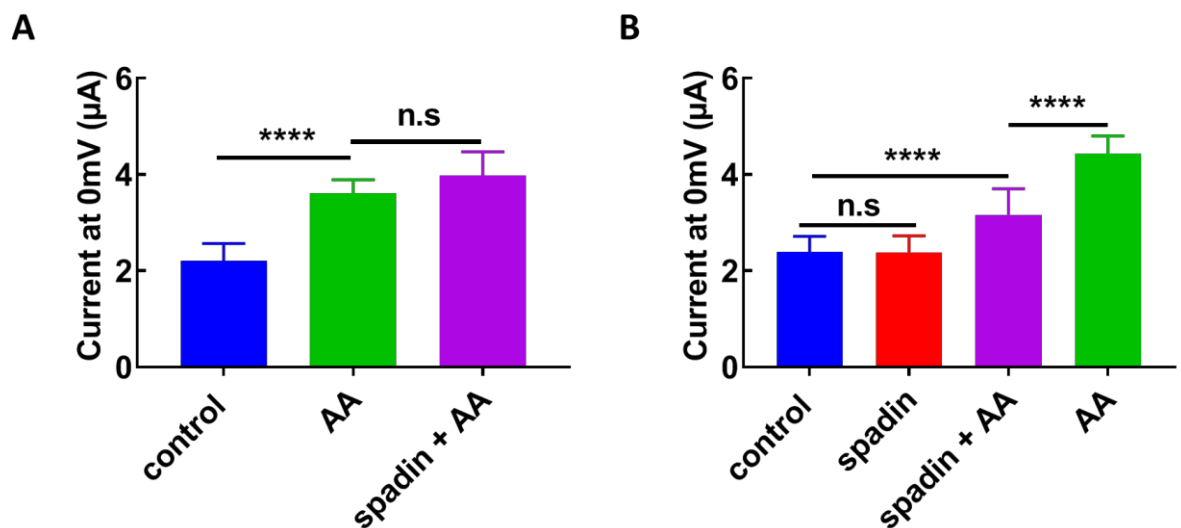 A
Current at 0mV (µA)
6
4
2
0
****
n.s
control
AA
spadin + AA
B
Current at 0mV (µA)
6
4
2
0
****
****
n.s
control
spadin
spadin + AA
AA